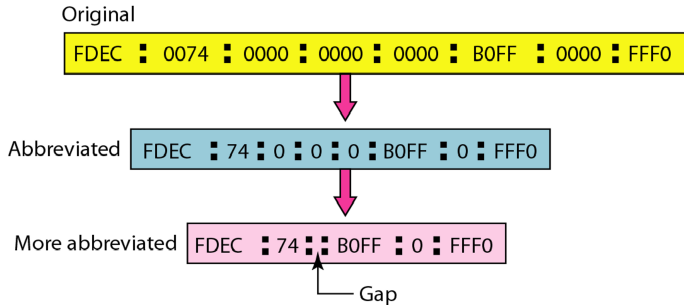 Original
FDEC : 0074 : 0000 : 0000 : 0000 : B0FF : 0000 : FFF0
Abbreviated FDEC : 74 : 0 : 0 : 0 : B0FF : 0 : FFF0
More abbreviated FDEC : 74 : : B0FF : 0 : FFF0
Gap